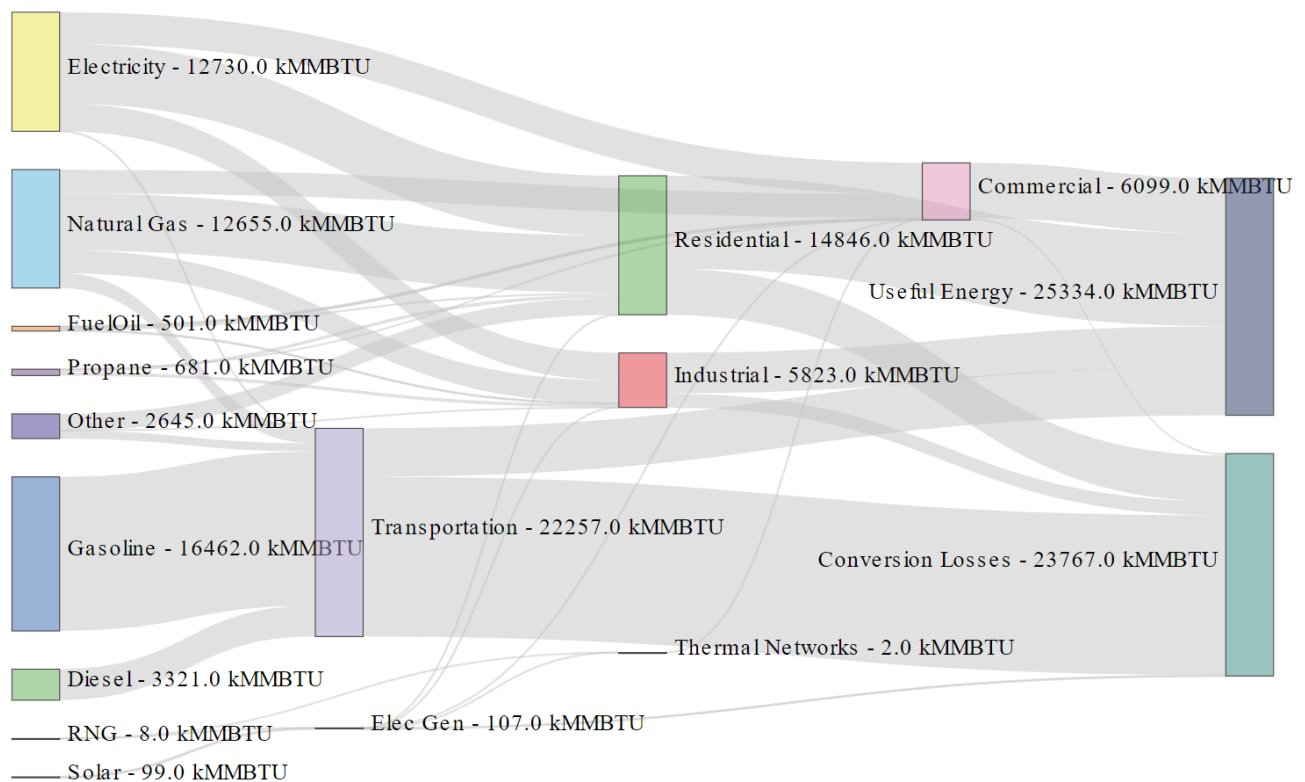 Electricity - 12730.0 kMMBTU
Natural Gas - 12655.0 kMMBTU
FuelOil - 501.0 kMMBTU
Propane - 681.0 kMMBTU
Other - 2645.0 kMMBTU
Gasoline - 16462.0 kMMBTU
Diesel - 3321.0 kMMBTU
RNG - 8.0 kMMBTU
Solar - 99.0 kMMBTU
Transportation - 22257.0 kMMBTU
Elec Gen - 107.0 kMMBTU
Residential - 14846.0 kMMBTU
Industrial - 5823.0 kMMBTU
Thermal Networks - 2.0 kMMBTU
Commercial - 6099.0 kMMBTU
Useful Energy - 25334.0 kMMBTU
Conversion Losses - 23767.0 kMMBTU